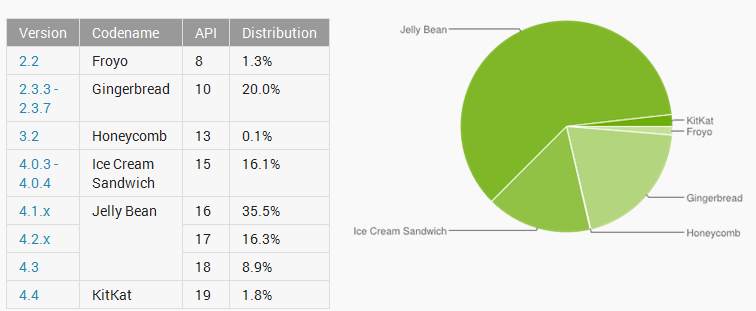 Version Codename API Distribution
2.2 Froyo 8 1.3%
2.3.3 - Gingerbread 10 20.0%
2.3.7
3.2 Honeycomb 13 0.1%
4.0.3 - Ice Cream 15 16.1%
4.0.4 Sandwich
4.1.x Jelly Bean 16 35.5%
4.2.x 17 16.3%
4.3 18 8.9%
4.4 KitKat 19 1.8%
Jelly Bean
KitKat
Froyo
Gingerbread
Ice Cream Sandwich
Honeycomb